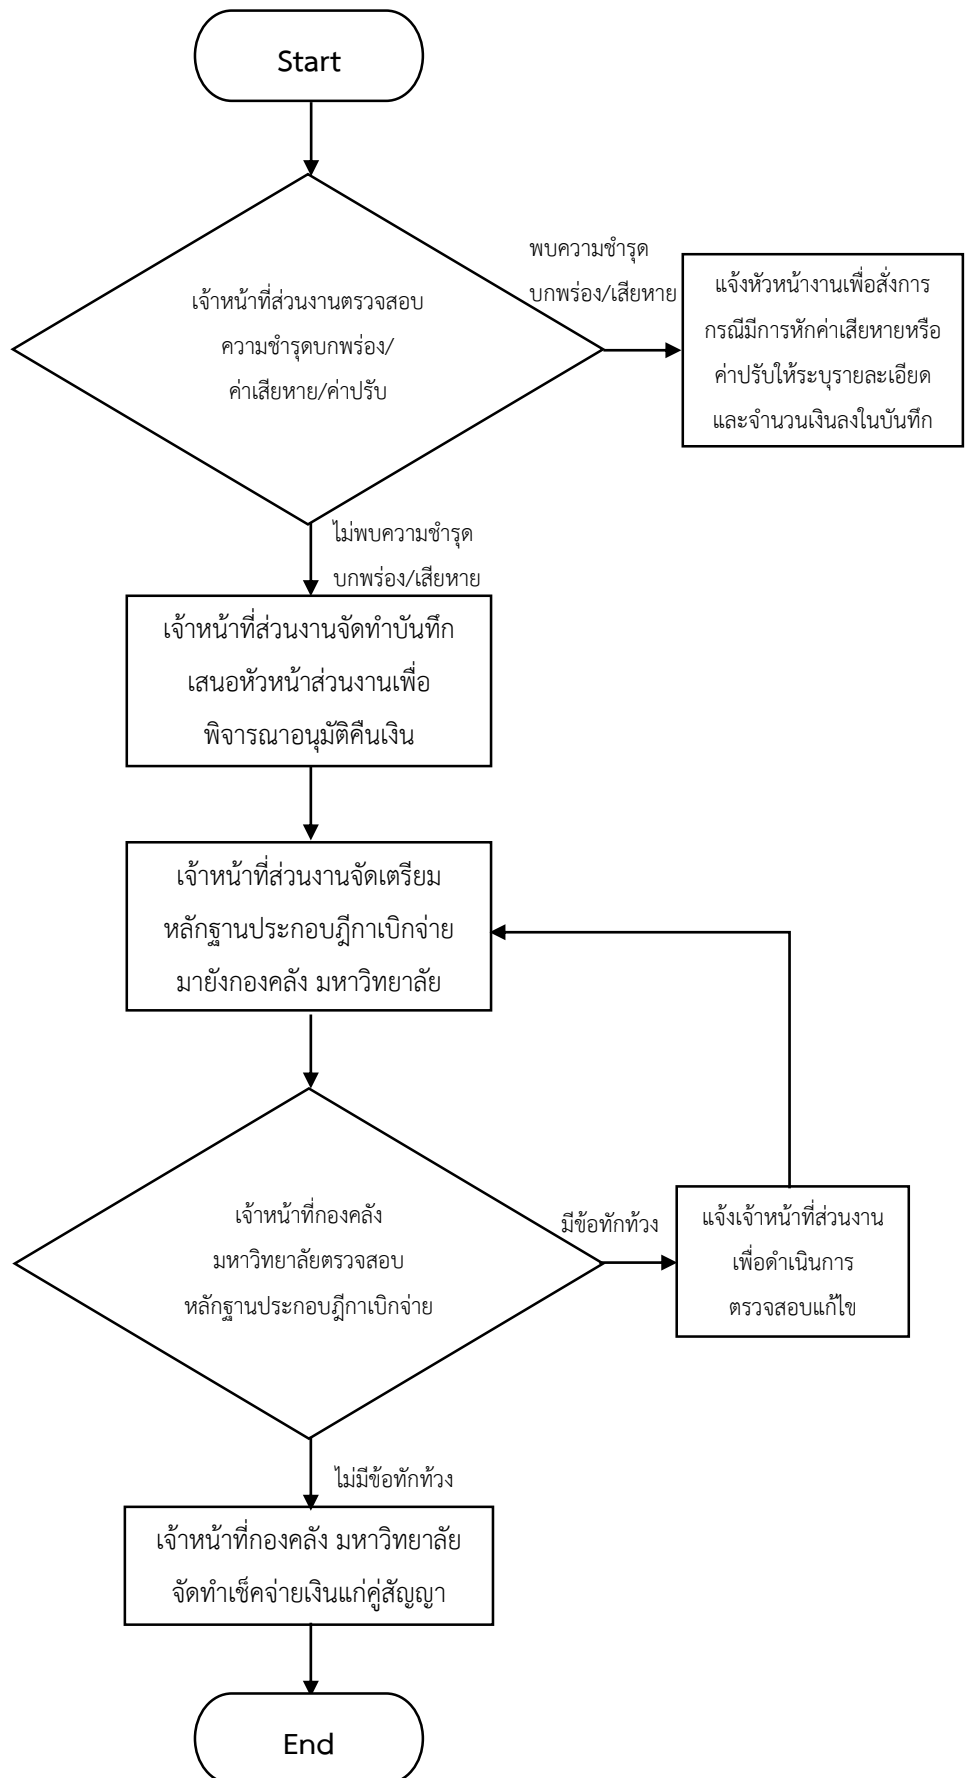 Start
เจ้าหน้าที่ส่วนงานตรวจสอบ
ความชำรุดบกพร่อง/
ค่าเสียหาย/ค่าปรับ
พบความชำรุด
บกพร่อง/เสียหาย
แจ้งหัวหน้างานเพื่อสั่งการ
กรณีมีการหักค่าเสียหายหรือ
ค่าปรับให้ระบุรายละเอียด
และจำนวนเงินลงในบันทึก
ไม่พบความชำรุด
บกพร่อง/เสียหาย
เจ้าหน้าที่ส่วนงานจัดทำบันทึก
เสนอหัวหน้าส่วนงานเพื่อ
พิจารณาอนุมัติคืนเงิน
เจ้าหน้าที่ส่วนงานจัดเตรียม
หลักฐานประกอบฎีกาเบิกจ่าย
มายังกองคลัง มหาวิทยาลัย
เจ้าหน้าที่กองคลัง
มหาวิทยาลัยตรวจสอบ
หลักฐานประกอบฎีกาเบิกจ่าย
มีข้อทักท้วง
แจ้งเจ้าหน้าที่ส่วนงาน
เพื่อดำเนินการ
ตรวจสอบแก้ไข
ไม่มีข้อทักท้วง
เจ้าหน้าที่กองคลัง มหาวิทยาลัย
จัดทำเช็คจ่ายเงินแก่คู่สัญญา
End